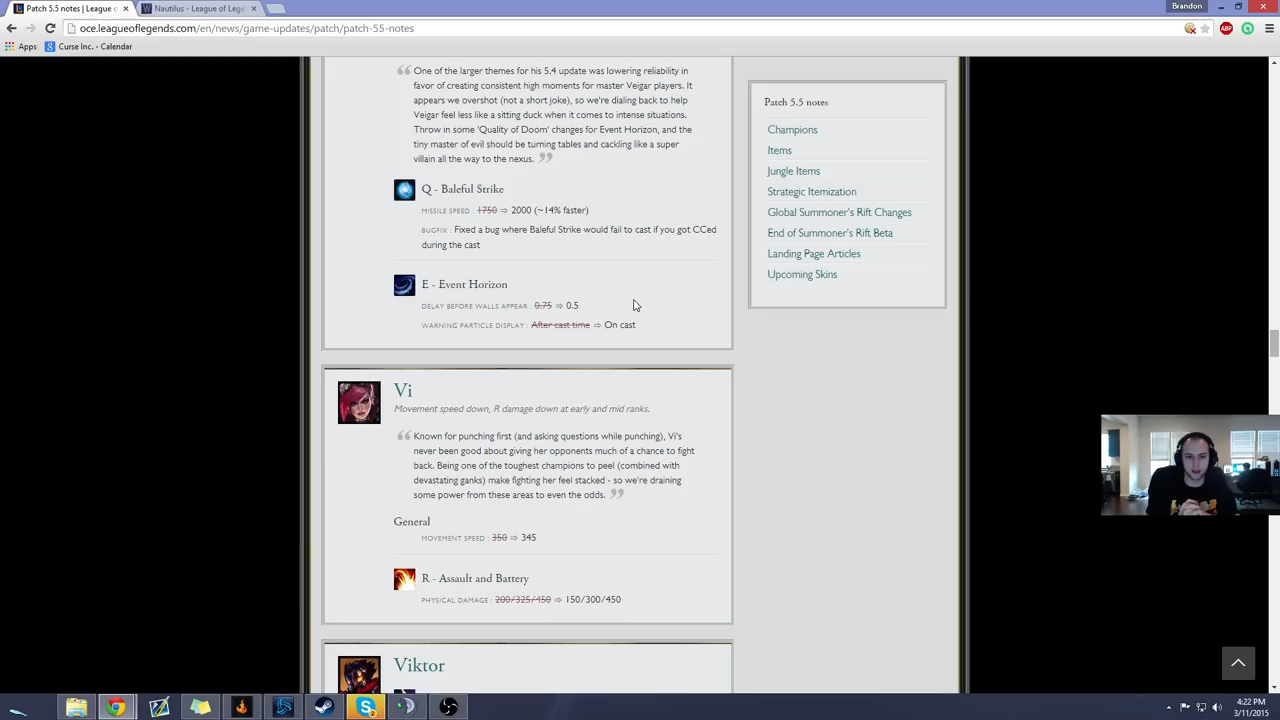 Patch 5.5 notes | League o
Nautilus - League of Lege
Brandon
oce.leagueoflegends.com/en/news/game-updates/patch/patch-55-notes
Apps
Curse Inc. - Calendar
One of the larger themes for his 5.4 update was lowering reliability in
favor of creating consistent high moments for master Veigar players. It
appears we overshot (not a short joke), so we're dialing back to help
Veigar feel less like a sitting duck when it comes to intense situations.
Throw in some 'Quality of Doom' changes for Event Horizon, and the
tiny master of evil should be turning tables and cackling like a super
villain all the way to the nexus.
Q - Baleful Strike
MISSILE SPEED : 1750 ⇨ 2000 (~14% faster)
BUGFIX : Fixed a bug where Baleful Strike would fail to cast if you got CCed
during the cast
E - Event Horizon
DELAY BEFORE WALLS APPEAR : 0.75 ⇨ 0.5
WARNING PARTICLE DISPLAY : After cast time ⇨ On cast
Vi
Movement speed down, R damage down at early and mid ranks.
Known for punching first (and asking questions while punching), Vi's
never been good about giving her opponents much of a chance to fight
back. Being one of the toughest champions to peel (combined with
devastating ganks) make fighting her feel stacked - so we're draining
some power from these areas to even the odds.
General
MOVEMENT SPEED : 350 ⇨ 345
R - Assault and Battery
PHYSICAL DAMAGE : 200/325/450 ⇨ 150/300/450
Viktor
Patch 5.5 notes
Champions
Items
Jungle Items
Strategic Itemization
Global Summoner's Rift Changes
End of Summoner's Rift Beta
Landing Page Articles
Upcoming Skins
4:22 PM
3/11/2015